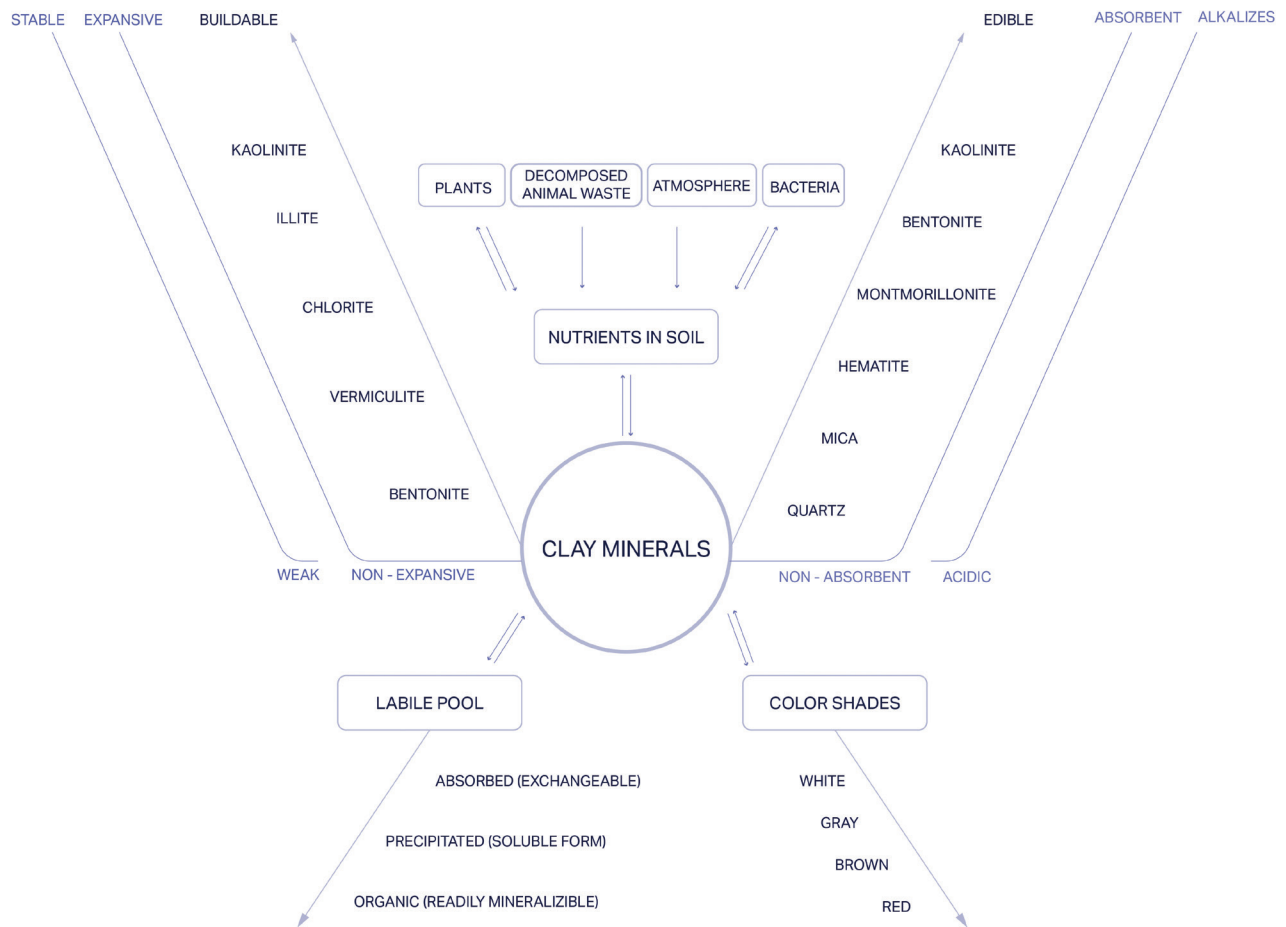 STABLE
EXPANSIVE
BUILDABLE
EDIBLE
ABSORBENT
ALKALIZES
KAOLINITE
ILLITE
CHLORITE
VERMICULITE
BENTONITE
WEAK
NON - EXPANSIVE
PLANTS
DECOMPOSED
ANIMAL WASTE
ATMOSPHERE
BACTERIA
NUTRIENTS IN SOIL
CLAY MINERALS
KAOLINITE
BENTONITE
MONTMORILLONITE
HEMATITE
MICA
QUARTZ
NON - ABSORBENT
ACIDIC
LABILE POOL
ABSORBED (EXCHANGEABLE)
PRECIPITATED (SOLUBLE FORM)
ORGANIC (READILY MINERALIZIBLE)
COLOR SHADES
WHITE
GRAY
BROWN
RED